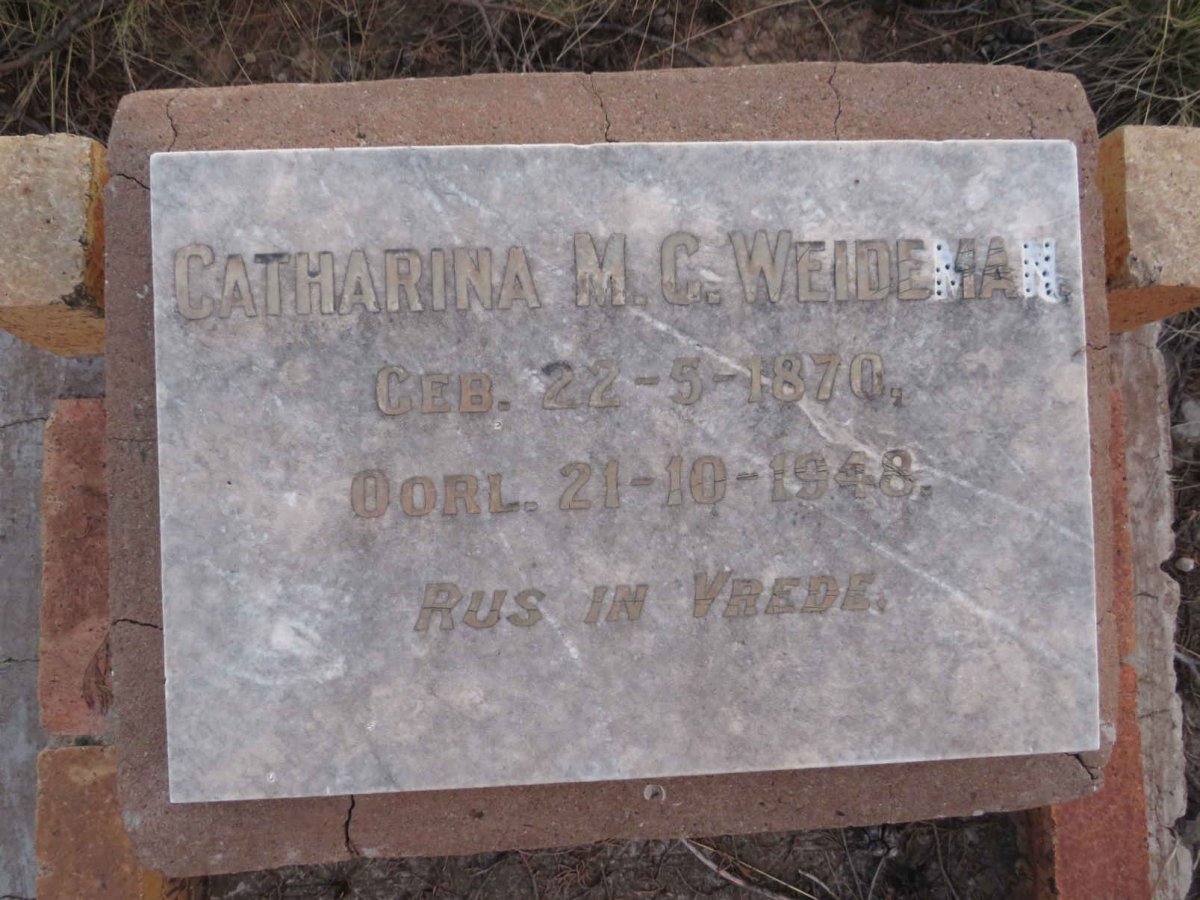 CATHARINA M. C. WEIDEMAN.
GEB. 22-5-1870.
OORL. 21-10-1948.
RUS IN VREDE.